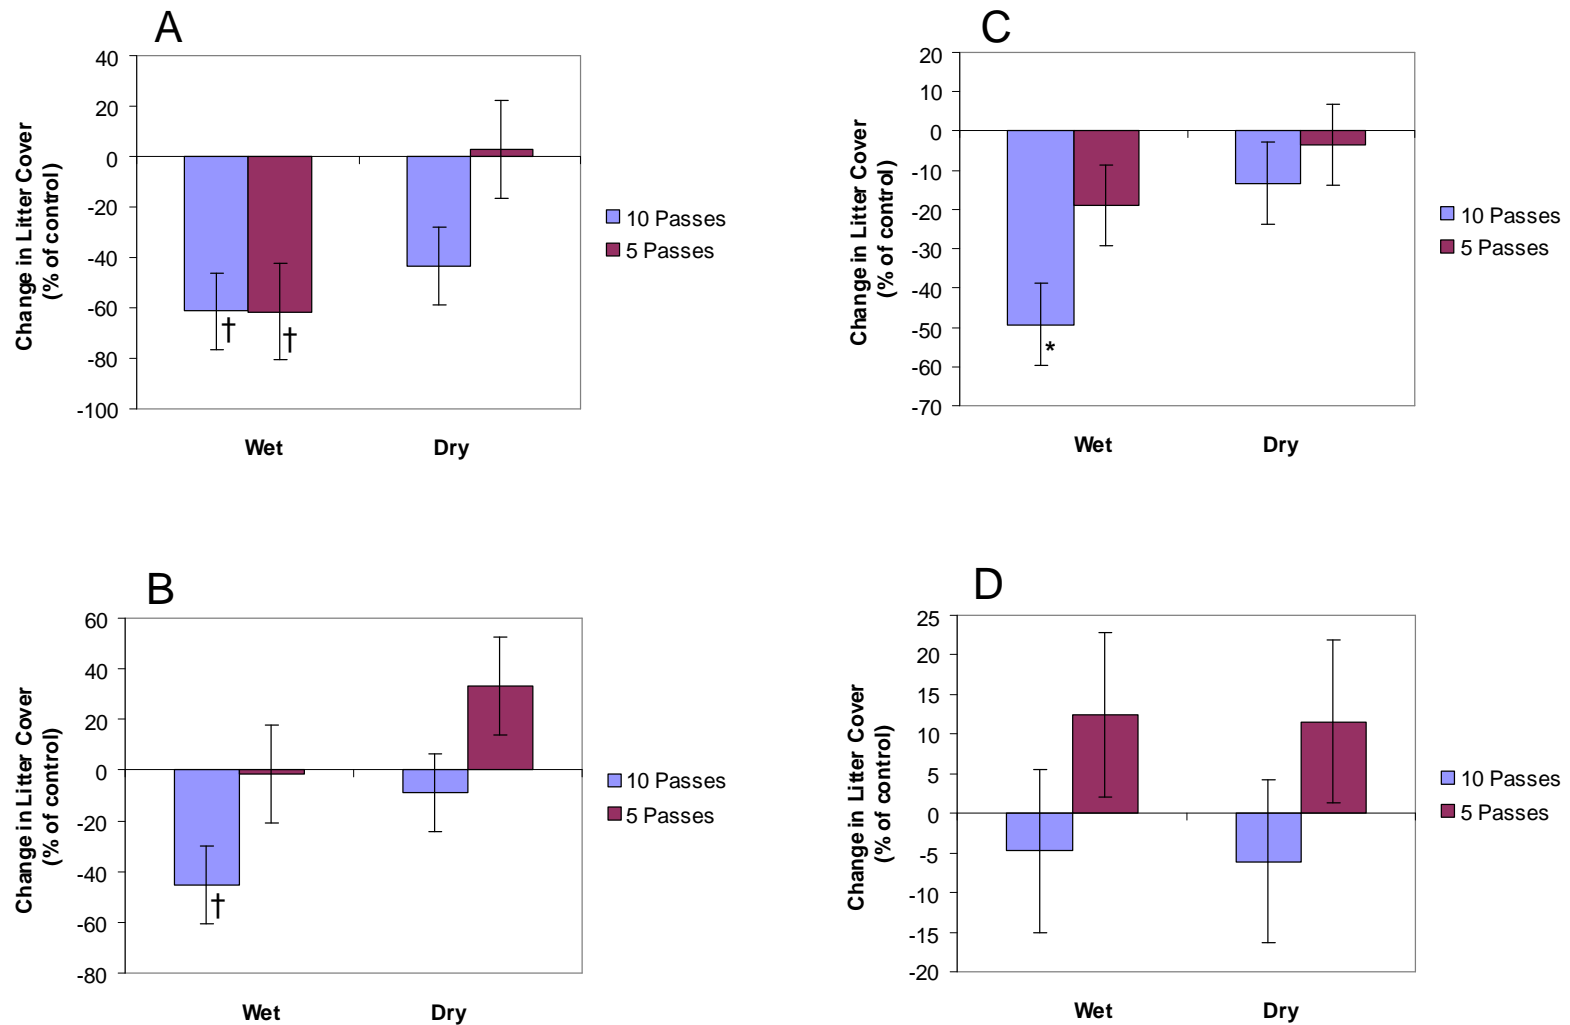 A
40
20
0
-20
-40
-60
-80
-100
Change in Litter Cover
(% of control)
†
†
Wet
Dry
10 Passes
5 Passes
C
20
10
0
-10
-20
-30
-40
-50
-60
-70
Change in Litter Cover
(% of control)
*
Wet
Dry
10 Passes
5 Passes
B
60
40
20
0
-20
-40
-60
-80
Change in Litter Cover
(% of control)
†
Wet
Dry
10 Passes
5 Passes
D
25
20
15
10
5
0
-5
-10
-15
-20
Change in Litter Cover
(% of control)
Wet
Dry
10 Passes
5 Passes